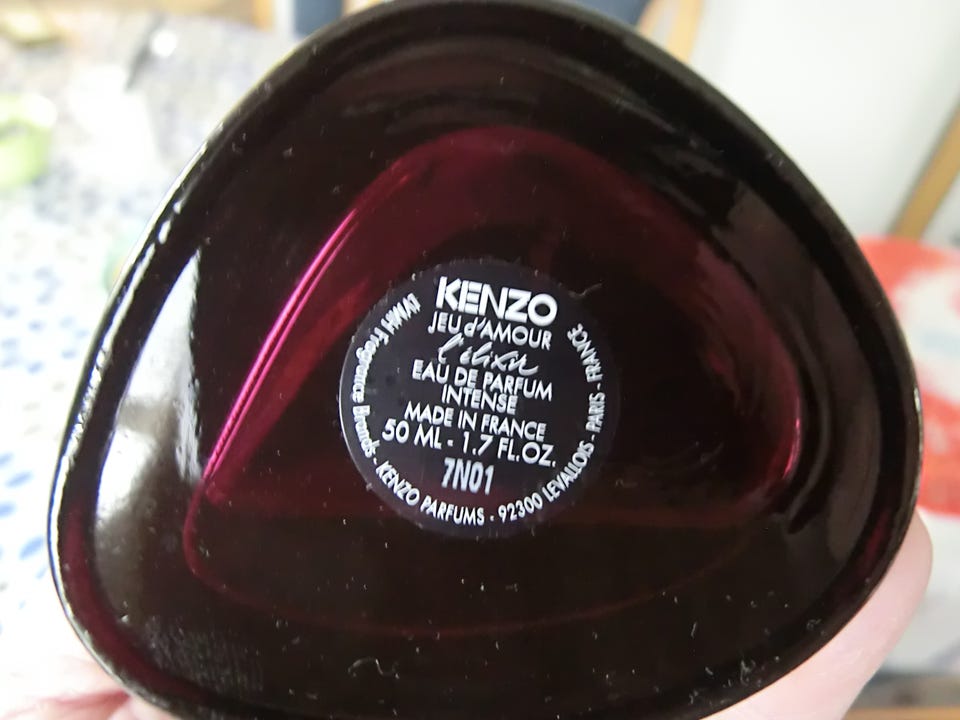 KENZO
JEU d'AMOUR
l'élixir
EAU DE PARFUM
INTENSE
MADE IN FRANCE
50 ML - 1.7 FL.OZ.
7N01
LVMH Fragrance Brands - KENZO PARFUMS - 92300 LEVALLOIS - PARIS - FRANCE